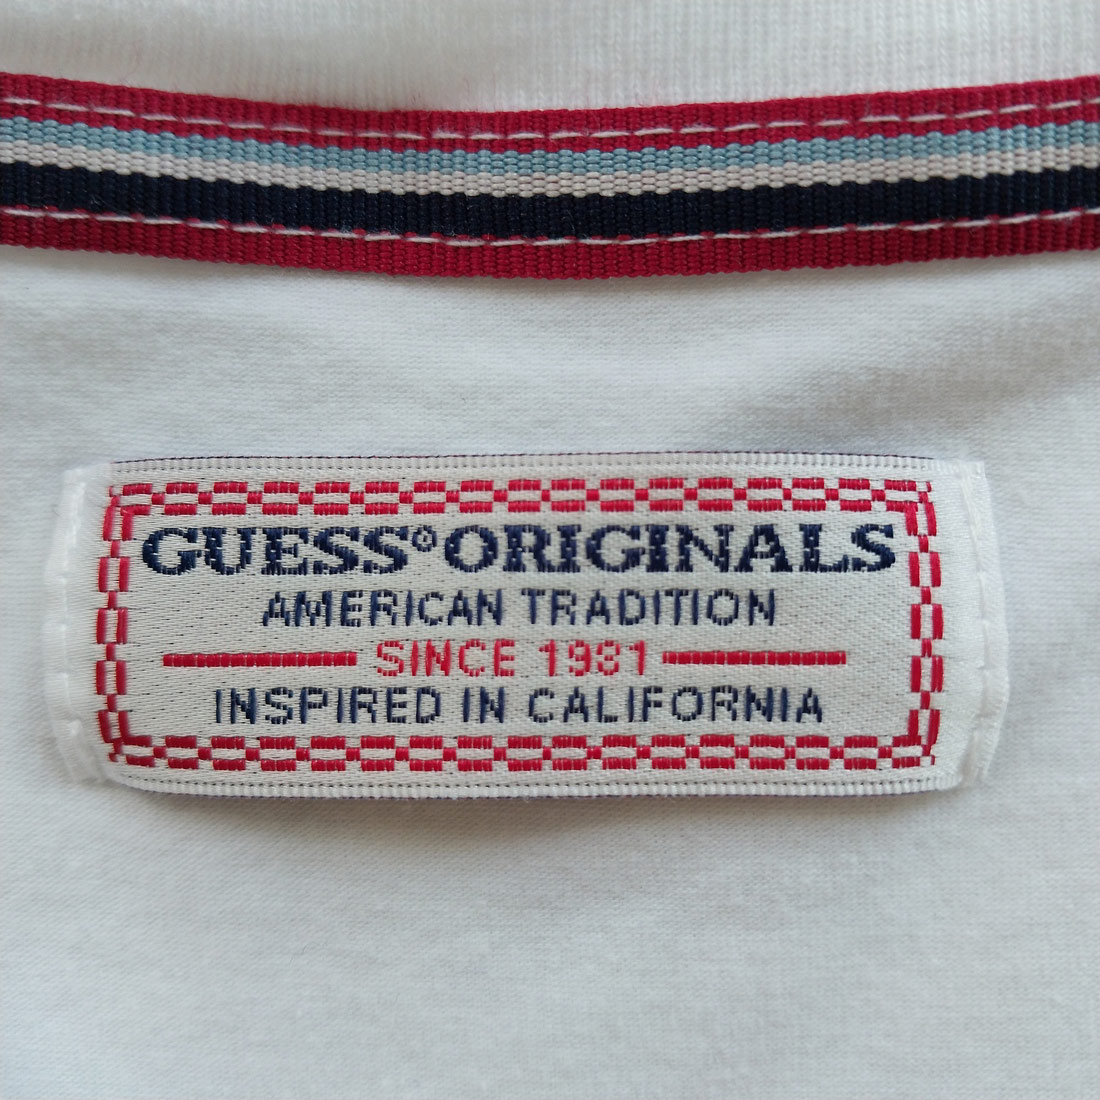 GUESS® ORIGINALS
AMERICAN TRADITION
SINCE 1981
INSPIRED IN CALIFORNIA